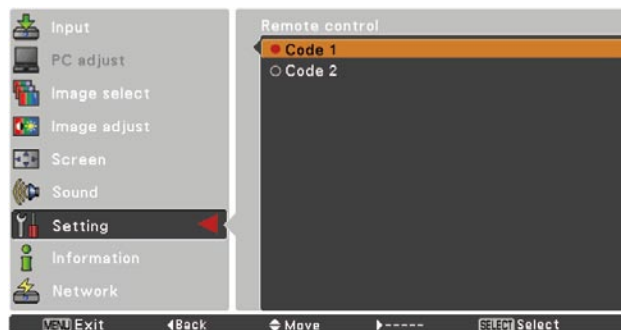 Input
PC adjust
Image select
Image adjust
Screen
Sound
Setting
Information
Network
Remote control
Code 1
Code 2
MENU Exit Back Move ----- SELECT Select